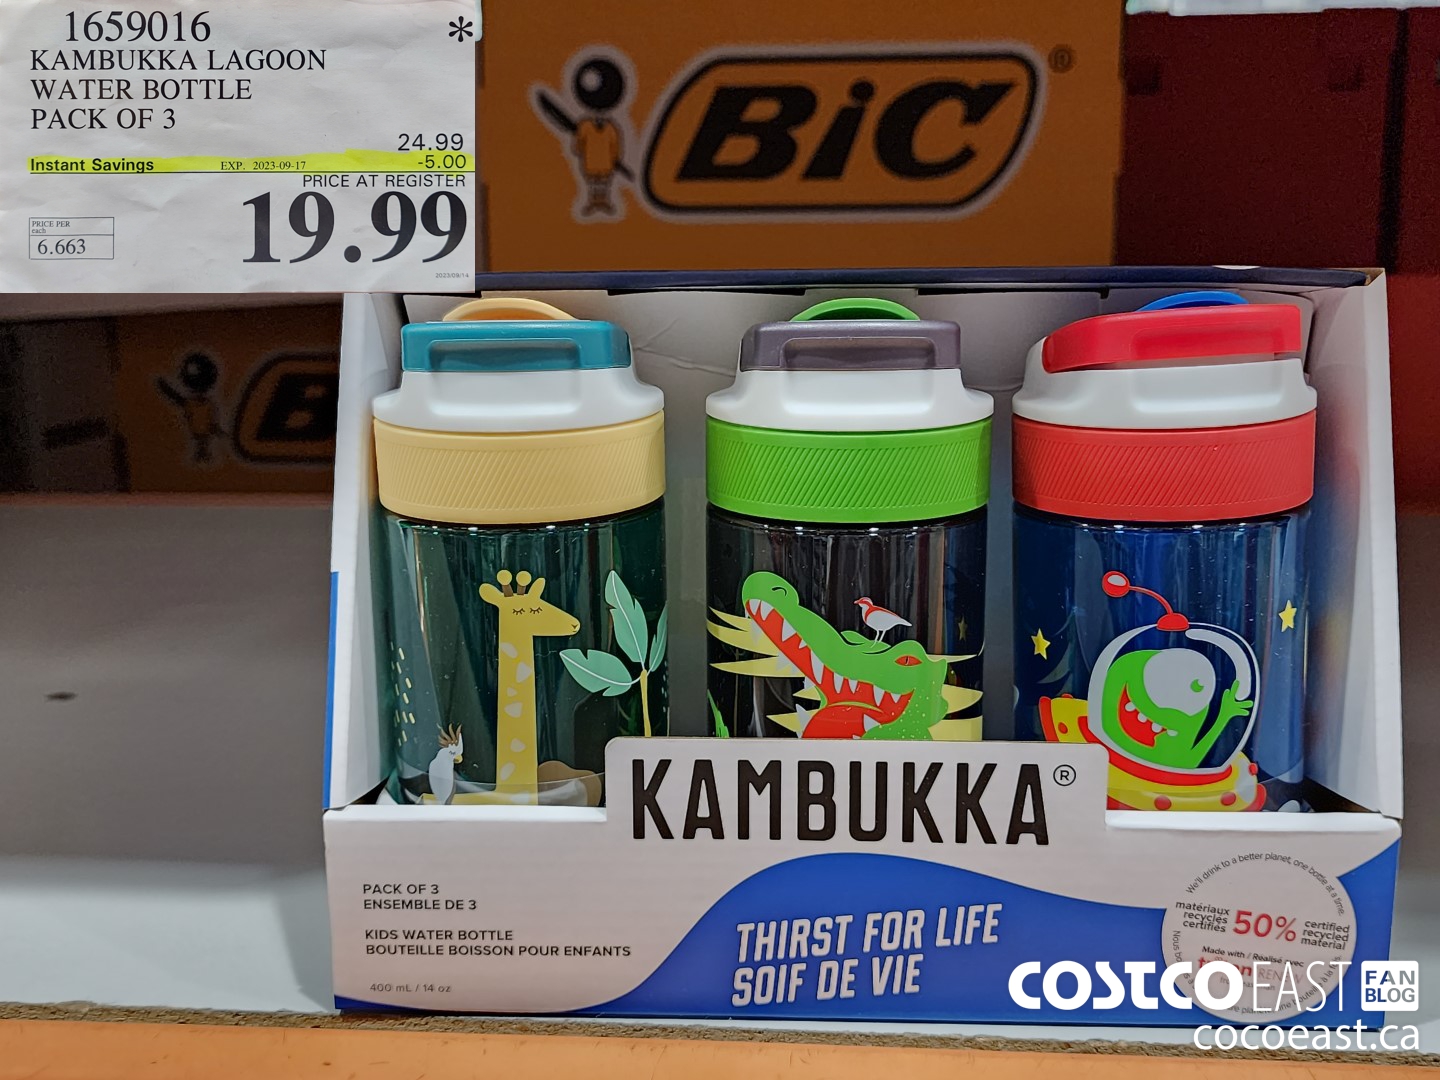 1659016 *
KAMBUKKA LAGOON
WATER BOTTLE
PACK OF 3
24.99
Instant Savings EXP. 2023-09-17 -5.00
PRICE AT REGISTER
19.99
PRICE PER
each
6.663
2023/09/14
BiC®
B
KAMBUKKA®
PACK OF 3
ENSEMBLE DE 3
KIDS WATER BOTTLE
BOUTEILLE BOISSON POUR ENFANTS
400 mL / 14 oz
THIRST FOR LIFE
SOIF DE VIE
We'll drink to a better planet, one bottle at a time.
matériaux
recyclés
certifiés
50%
certified
recycled
material
Made with / Réalisé avec
COSTCO EAST FAN BLOG
cocoeast.ca